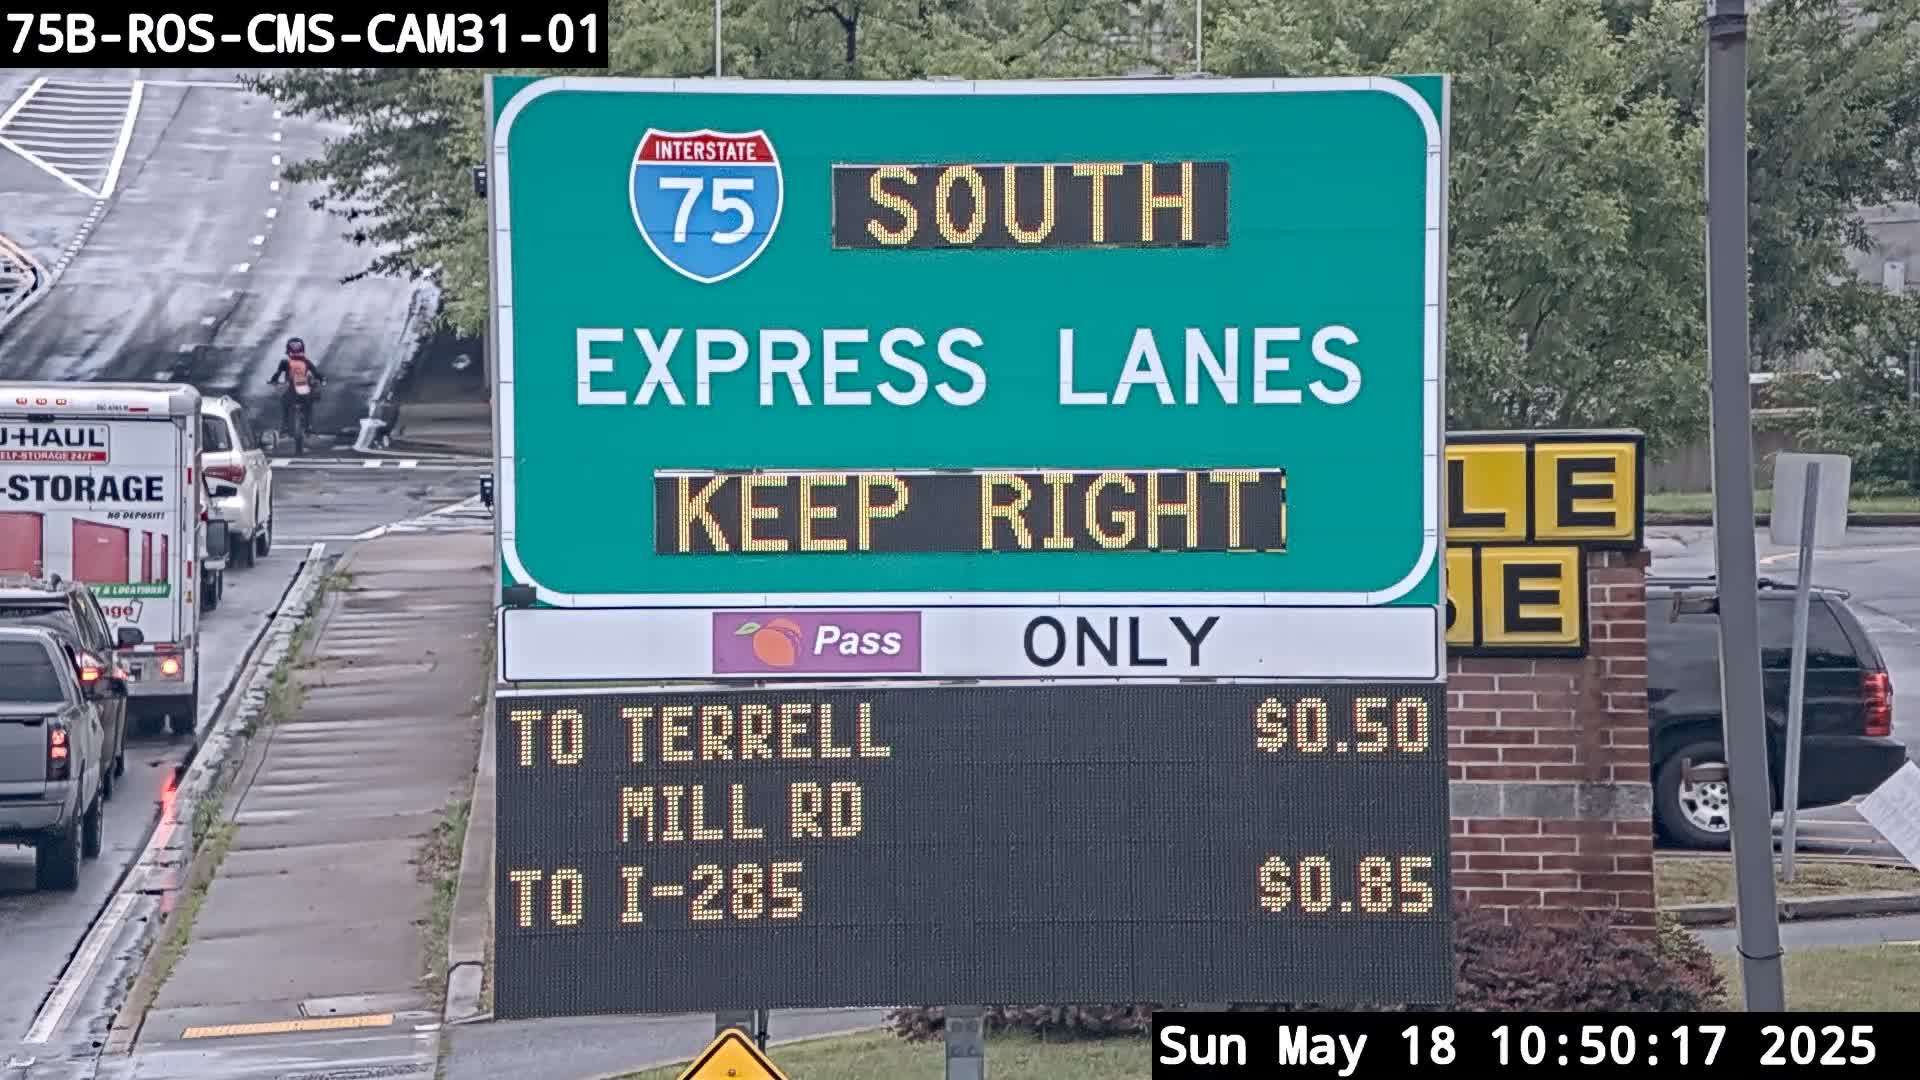 75B-ROS-CMS-CAM31-01
INTERSTATE
75
SOUTH
EXPRESS LANES
KEEP RIGHT
Pass ONLY
TO TERRELL $0.50
MILL RD
TO I-285 $0.85
U-HAUL
SELF-STORAGE 24/7
-STORAGE
NO DEPOSIT!
LE
E
Sun May 18 10:50:17 2025